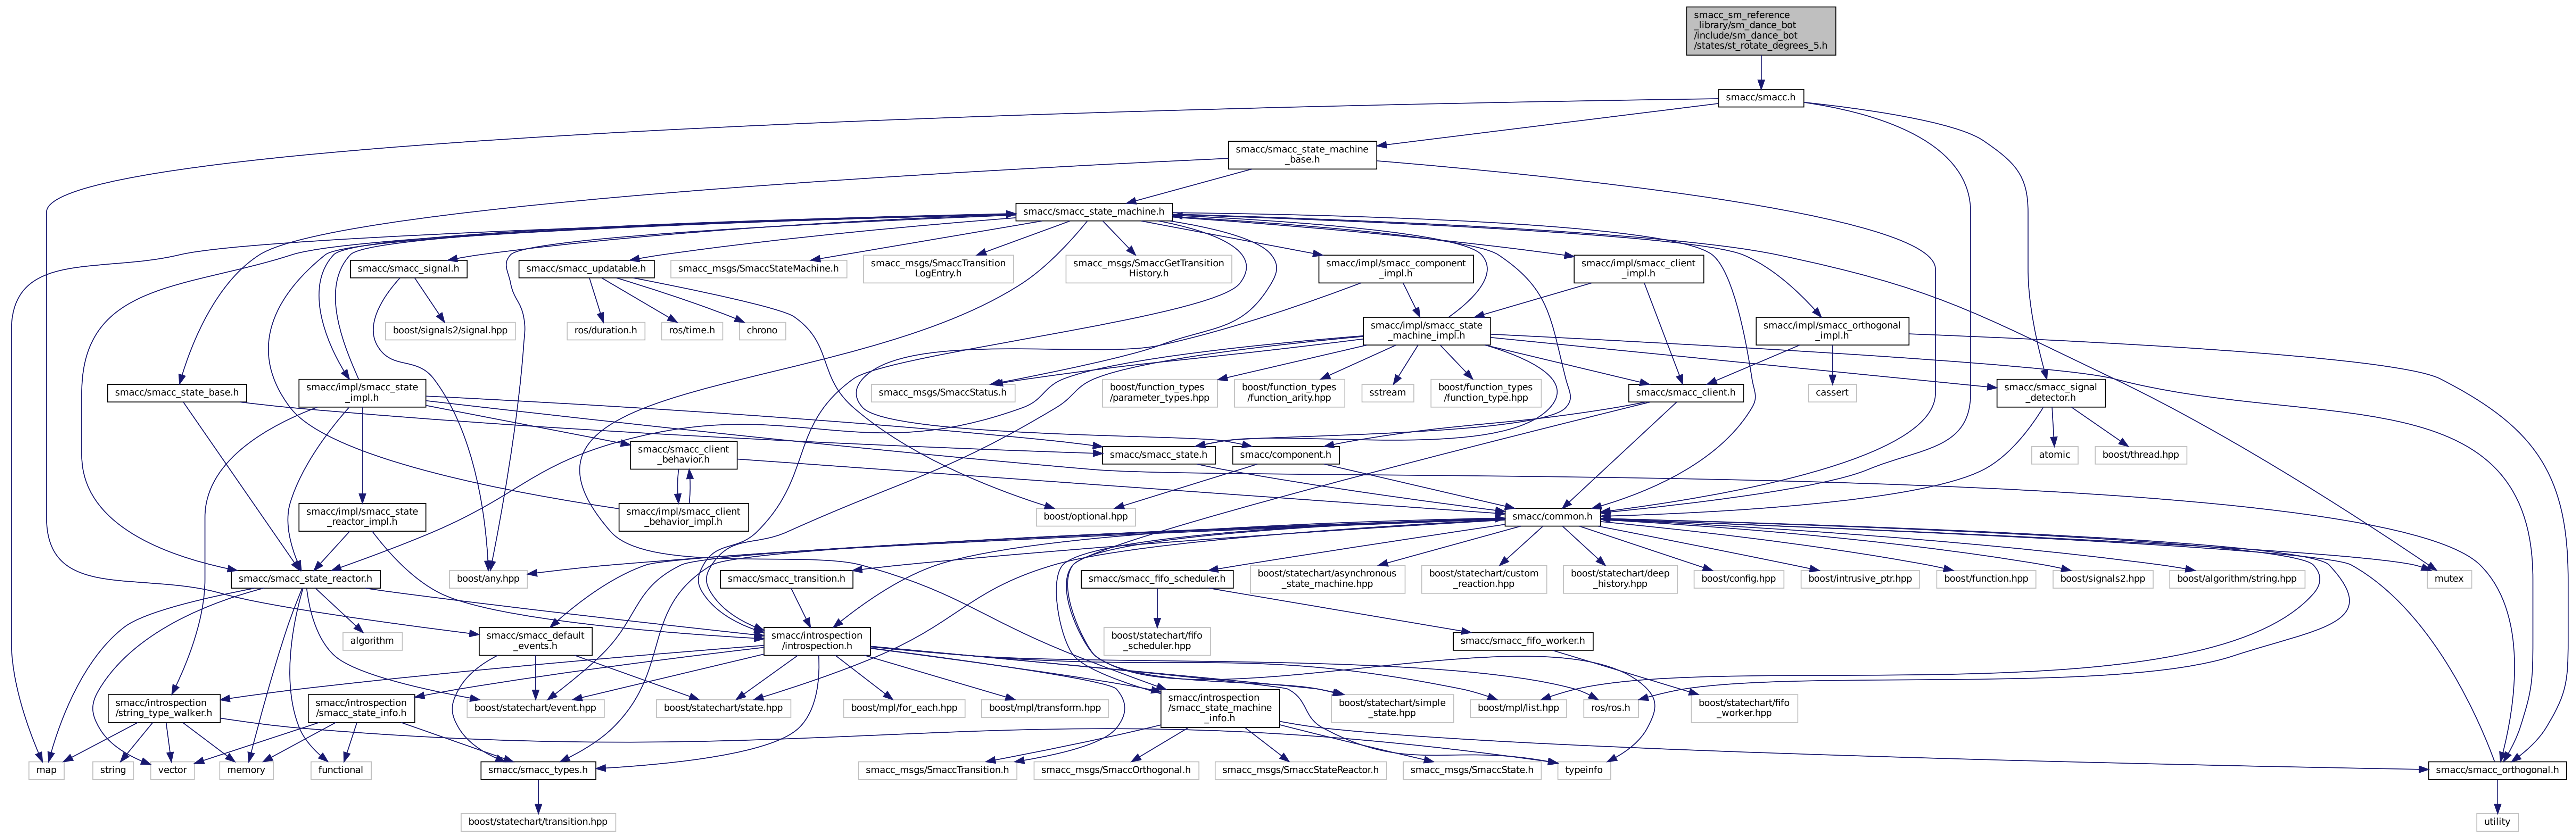 smacc_sm_reference
_library/sm_dance_bot
/include/sm_dance_bot
/states/st_rotate_degrees_5.h
smacc/smacc.h
smacc/smacc_state_machine
_base.h
smacc/smacc_state_machine.h
smacc/smacc_signal.h
smacc/smacc_updatable.h
smacc_msgs/SmaccStateMachine.h
smacc_msgs/SmaccTransition
LogEntry.h
smacc_msgs/SmaccGetTransition
History.h
smacc/impl/smacc_component
_impl.h
smacc/impl/smacc_client
_impl.h
boost/signals2/signal.hpp
ros/duration.h
ros/time.h
chrono
smacc/impl/smacc_state
_machine_impl.h
smacc/impl/smacc_orthogonal
_impl.h
smacc/smacc_state_base.h
smacc/impl/smacc_state
_impl.h
smacc_msgs/SmaccStatus.h
boost/function_types
/parameter_types.hpp
boost/function_types
/function_arity.hpp
sstream
boost/function_types
/function_type.hpp
smacc/smacc_client.h
cassert
smacc/smacc_signal
_detector.h
smacc/smacc_client
_behavior.h
smacc/smacc_state.h
smacc/component.h
atomic
boost/thread.hpp
smacc/impl/smacc_state
_reactor_impl.h
smacc/impl/smacc_client
_behavior_impl.h
boost/optional.hpp
smacc/common.h
smacc/smacc_state_reactor.h
boost/any.hpp
smacc/smacc_transition.h
smacc/smacc_fifo_scheduler.h
boost/statechart/asynchronous
_state_machine.hpp
boost/statechart/custom
_reaction.hpp
boost/statechart/deep
_history.hpp
boost/config.hpp
boost/intrusive_ptr.hpp
boost/function.hpp
boost/signals2.hpp
boost/algorithm/string.hpp
mutex
algorithm
smacc/smacc_default
_events.h
smacc/introspection
/introspection.h
boost/statechart/fifo
_scheduler.hpp
smacc/smacc_fifo_worker.h
smacc/introspection
/string_type_walker.h
smacc/introspection
/smacc_state_info.h
boost/statechart/event.hpp
boost/statechart/state.hpp
boost/mpl/for_each.hpp
boost/mpl/transform.hpp
smacc/introspection
/smacc_state_machine
_info.h
boost/statechart/simple
_state.hpp
boost/mpl/list.hpp
ros/ros.h
boost/statechart/fifo
_worker.hpp
map
string
vector
memory
functional
smacc/smacc_types.h
smacc_msgs/SmaccTransition.h
smacc_msgs/SmaccOrthogonal.h
smacc_msgs/SmaccStateReactor.h
smacc_msgs/SmaccState.h
typeinfo
smacc/smacc_orthogonal.h
boost/statechart/transition.hpp
utility